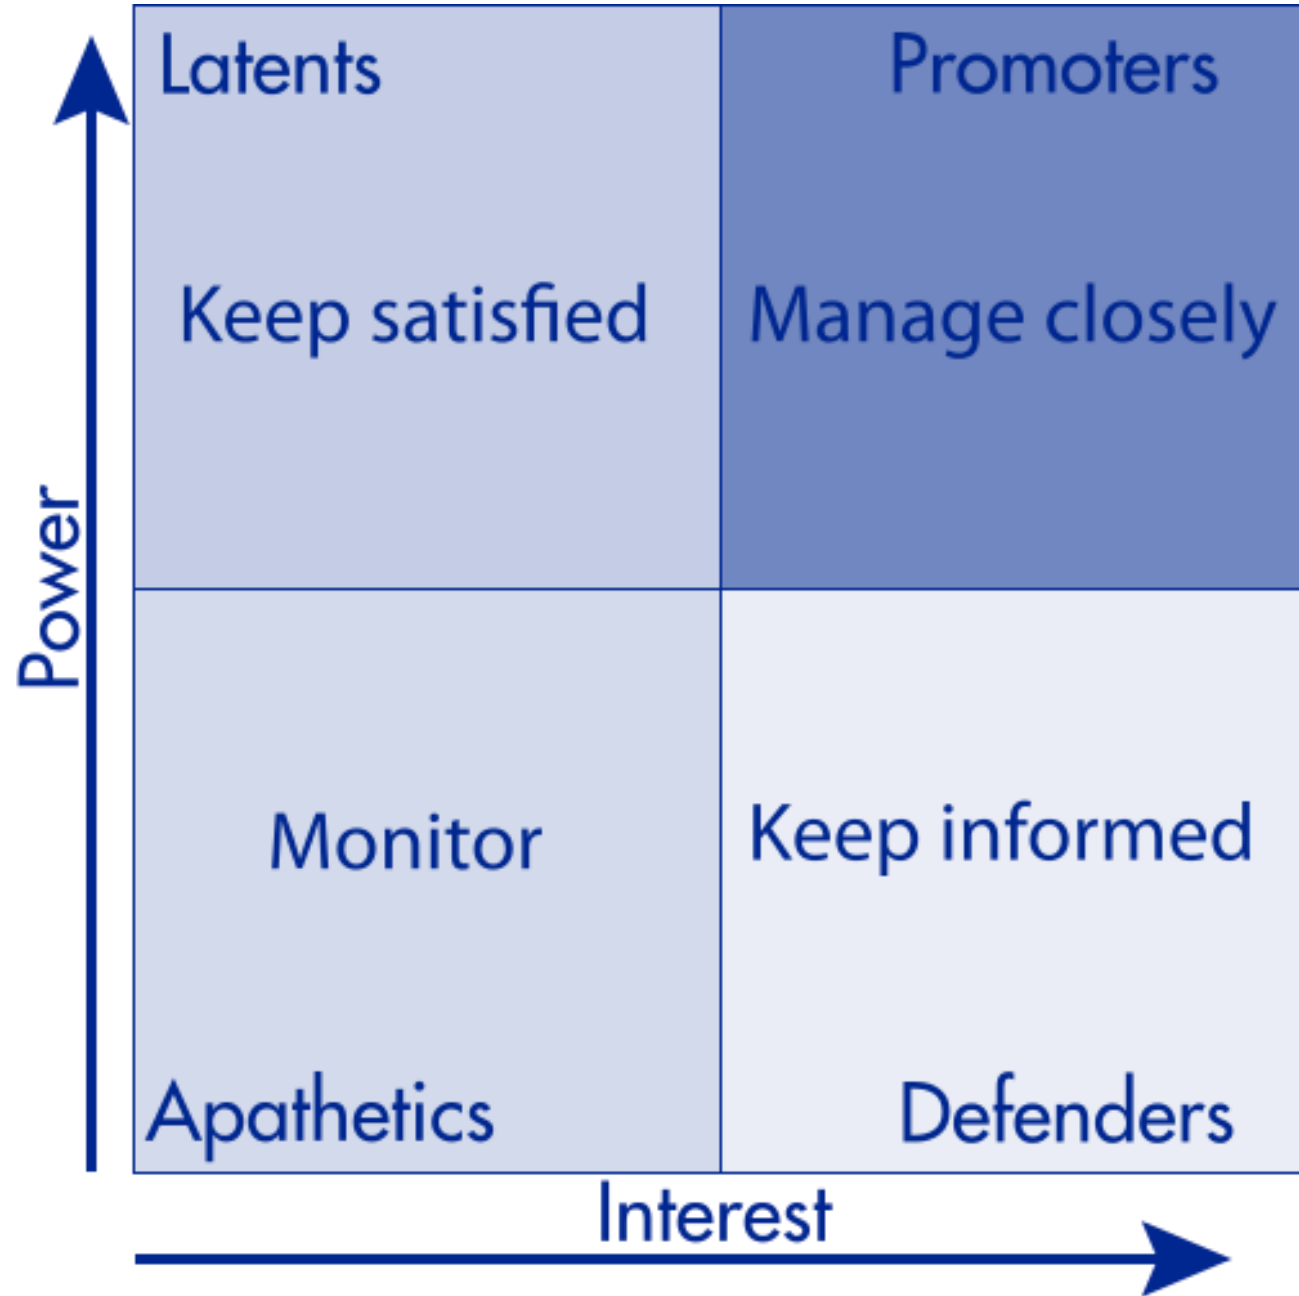 Latents
Promoters
Keep satisfied
Manage closely
Power
Monitor
Keep informed
Apathetics
Defenders
Interest